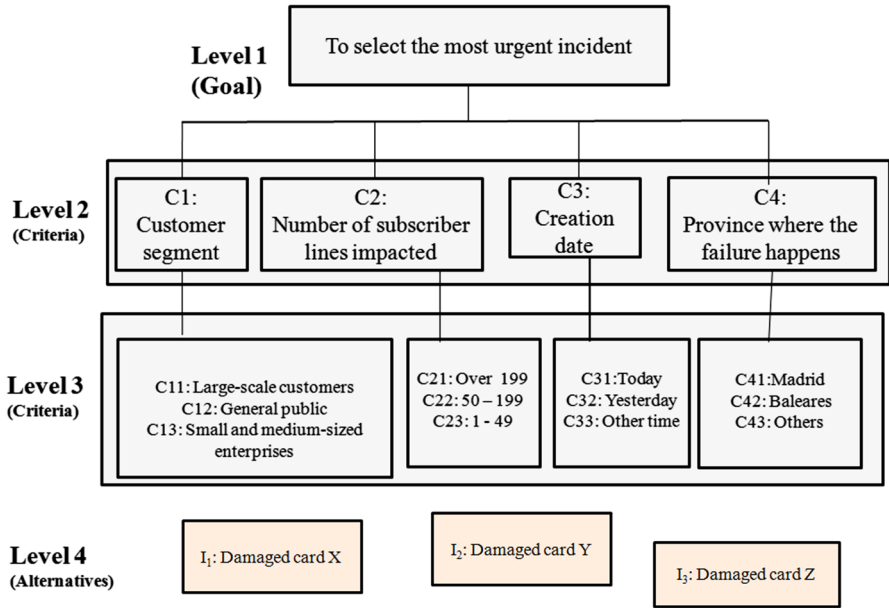 Level 1
(Goal)
To select the most urgent incident
Level 2
(Criteria)
C1:
Customer
segment
C2:
Number of subscriber
lines impacted
C3:
Creation
date
C4:
Province where the
failure happens
Level 3
(Criteria)
C11: Large-scale customers
C12: General public
C13: Small and medium-sized
enterprises
C21: Over 199
C22: 50 – 199
C23: 1 - 49
C31: Today
C32: Yesterday
C33: Other time
C41:Madrid
C42: Baleares
C43: Others
Level 4
(Alternatives)
I₁: Damaged card X
I₂: Damaged card Y
I₃: Damaged card Z